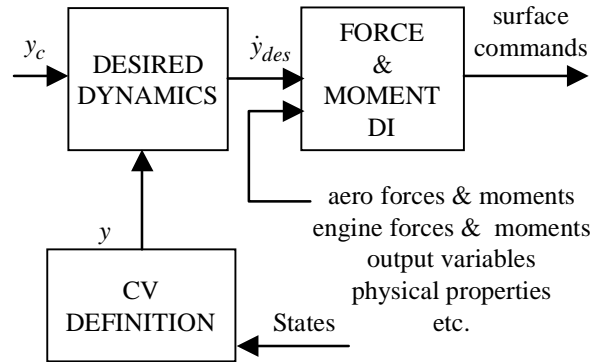 y_c
DESIRED
DYNAMICS
ẏ_des
FORCE
&
MOMENT
DI
surface
commands
aero forces & moments
engine forces & moments
output variables
physical properties
etc.
y
CV
DEFINITION
States